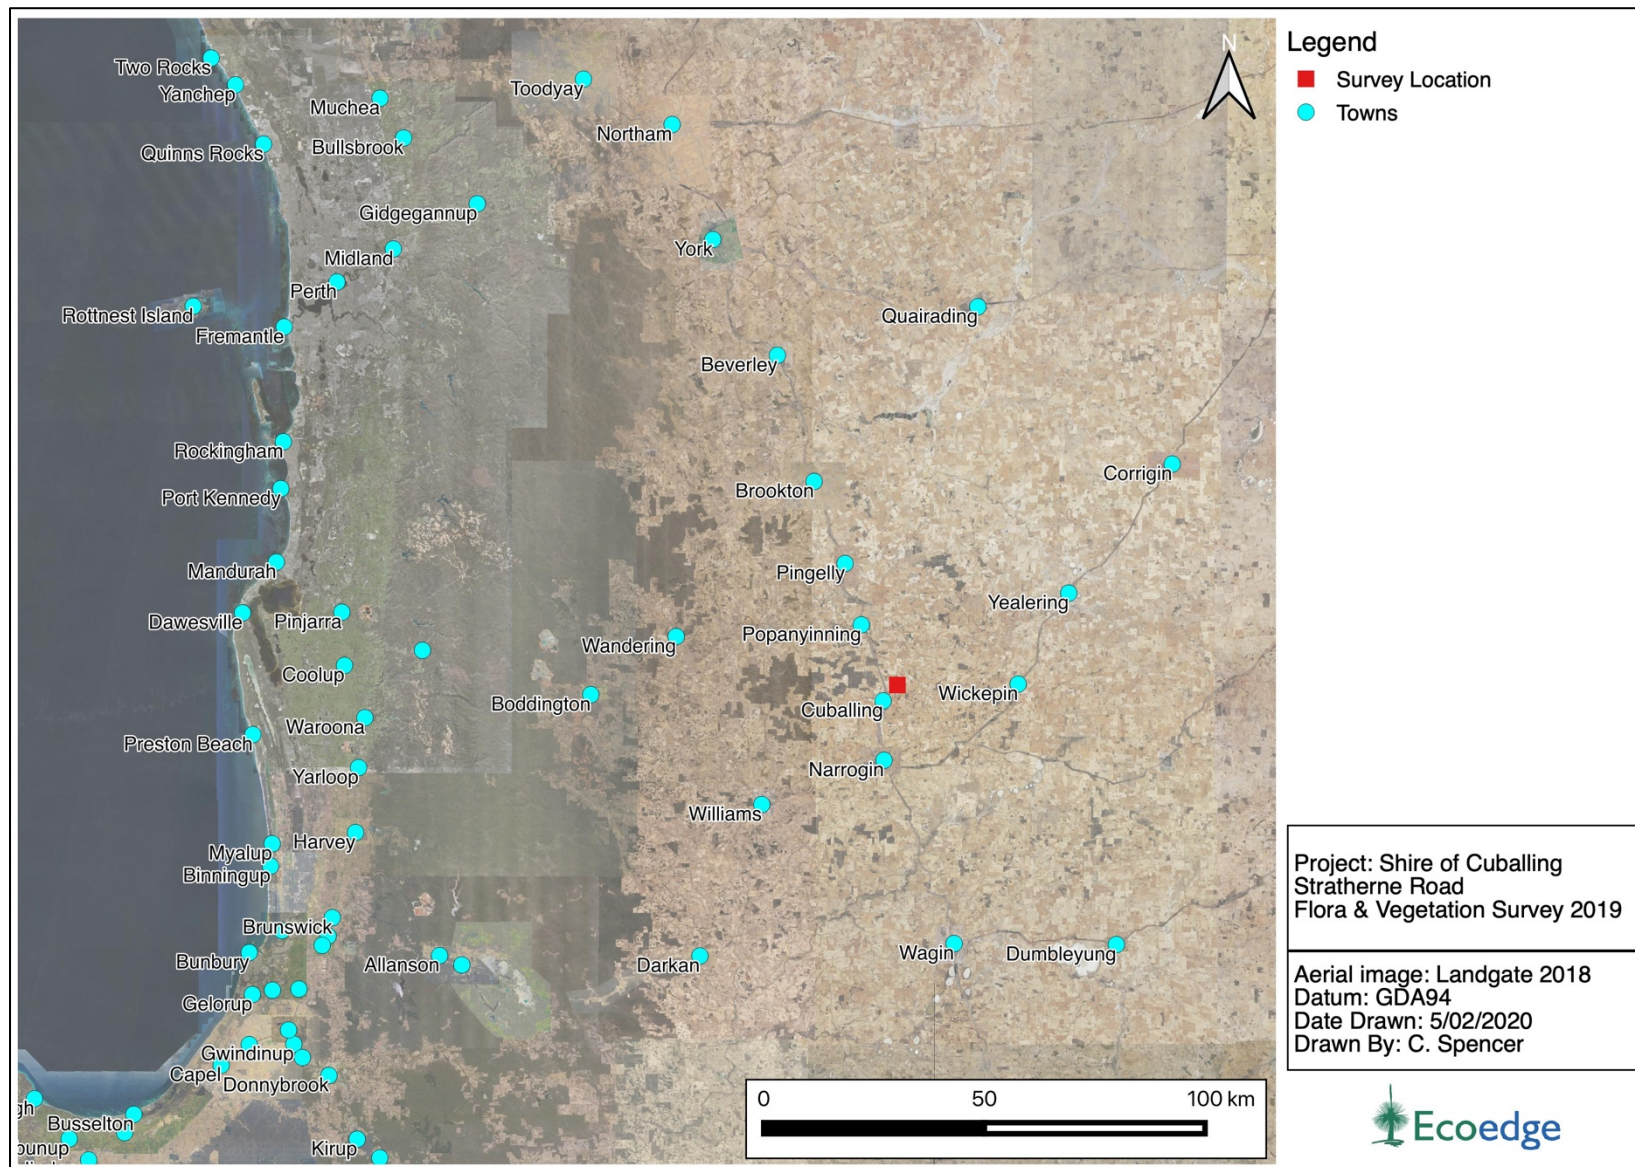 N
Two Rocks
Yanchep
Muchea
Toodyay
Northam
Bullsbrook
Quinns Rocks
Gidgegannup
York
Midland
Perth
Rottnest Island
Quairading
Fremantle
Beverley
Rockingham
Corrigin
Brookton
Port Kennedy
Mandurah
Pingelly
Yealering
Dawesville
Pinjarra
Popanyinning
Wandering
Coolup
Wickepin
Boddington
Cuballing
Waroona
Preston Beach
Narrogin
Yarloop
Williams
Harvey
Myalup
Binningup
Brunswick
Wagin
Dumbleyung
Bunbury
Allanson
Darkan
Gelorup
Gwindinup
Capel
Donnybrook
gh
Busselton
Kirup
0 50 100 km
Legend
Survey Location
Towns
Project: Shire of Cuballing
Stratherne Road
Flora & Vegetation Survey 2019
Aerial image: Landgate 2018
Datum: GDA94
Date Drawn: 5/02/2020
Drawn By: C. Spencer
Ecoedge